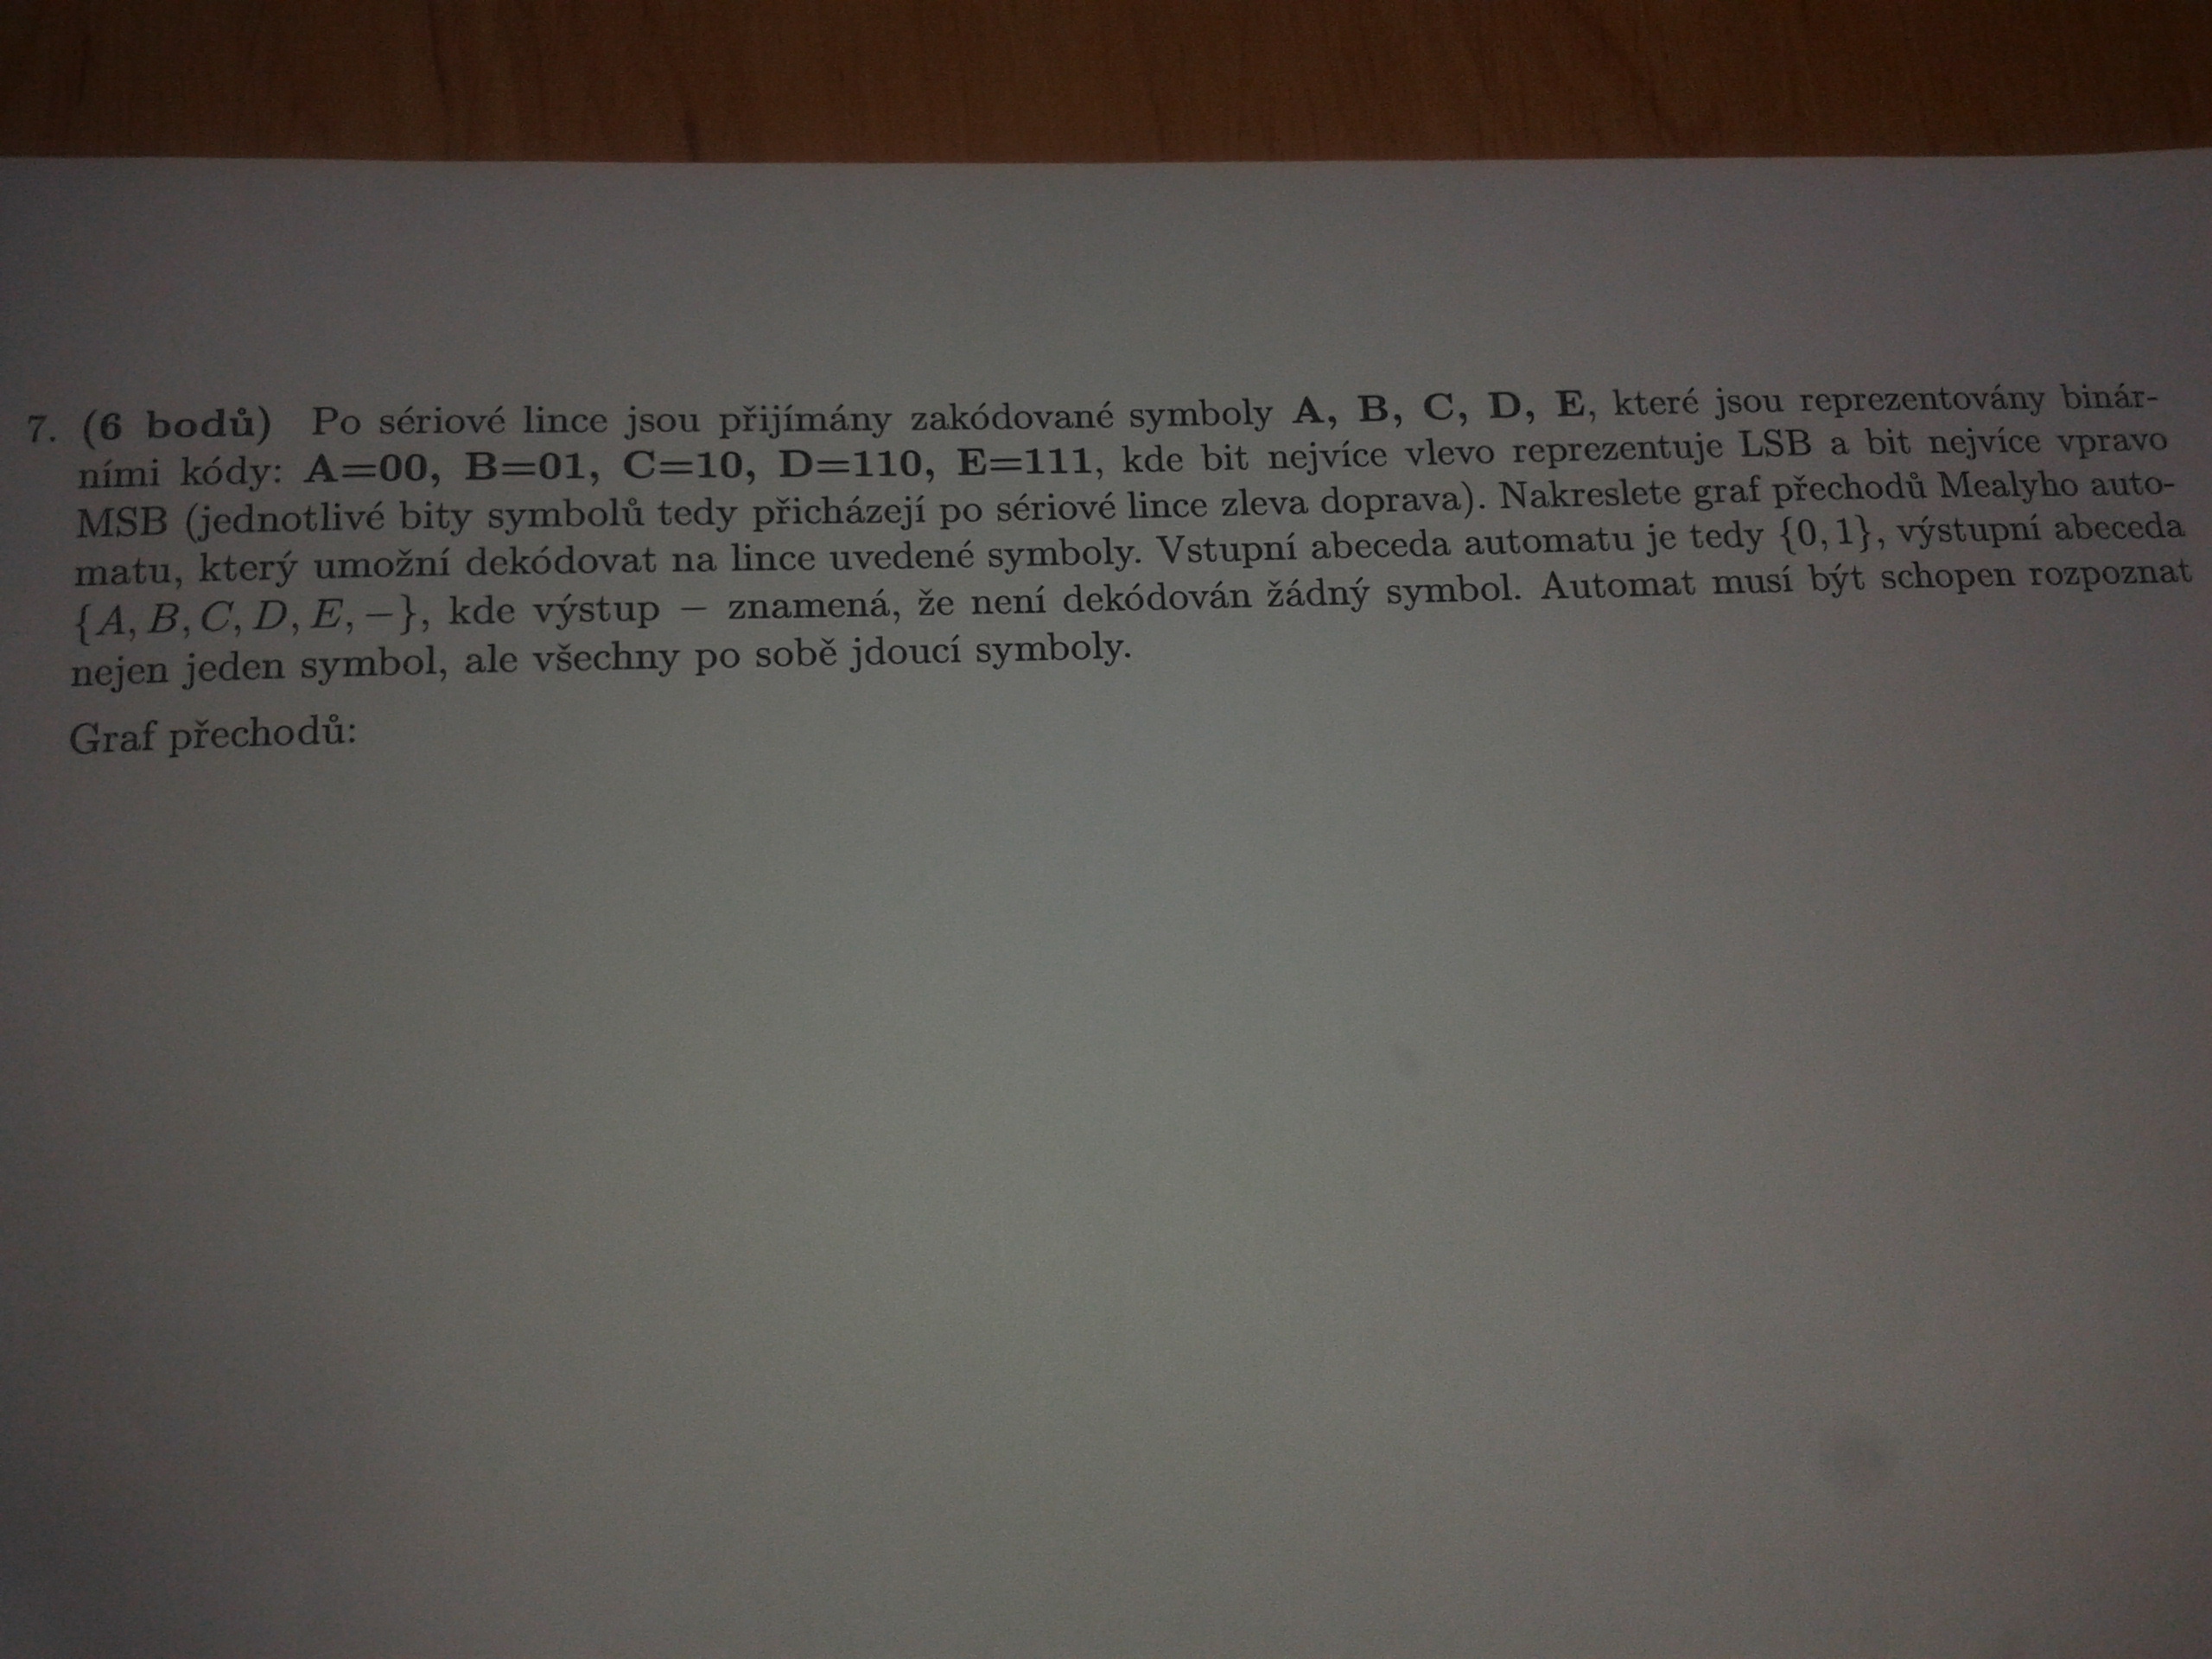 7. (6 bodů) Po sériové lince jsou přijímány zakódované symboly A, B, C, D, E, které jsou reprezentovány binár-
ními kódy: A=00, B=01, C=10, D=110, E=111, kde bit nejvíce vlevo reprezentuje LSB a bit nejvíce vpravo
MSB (jednotlivé bity symbolů tedy přicházejí po sériové lince zleva doprava). Nakreslete graf přechodů Mealyho auto-
matu, který umožní dekódovat na lince uvedené symboly. Vstupní abeceda automatu je tedy {0, 1}, výstupní abeceda
{A, B, C, D, E, −}, kde výstup − znamená, že není dekódován žádný symbol. Automat musí být schopen rozpoznat
nejen jeden symbol, ale všechny po sobě jdoucí symboly.
Graf přechodů: